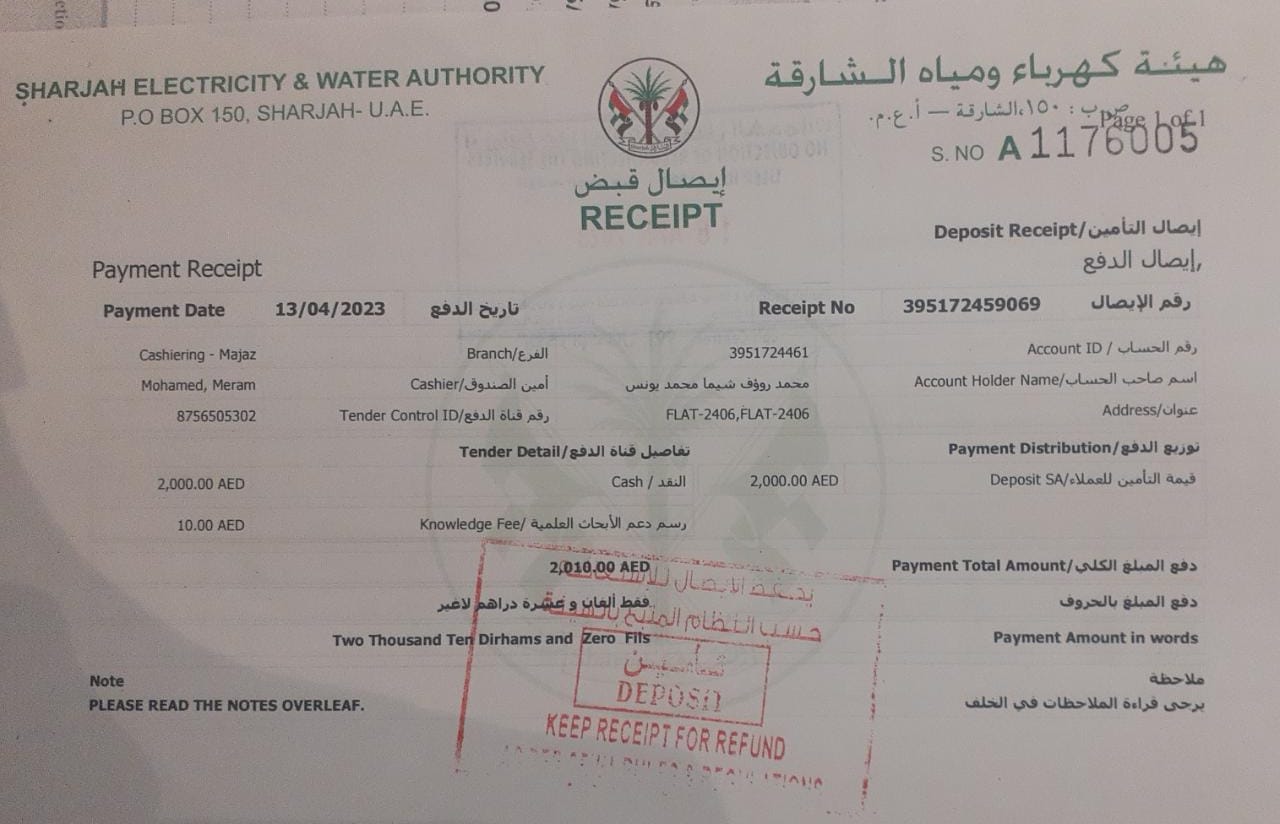 SHARJAH ELECTRICITY & WATER AUTHORITY
P.O BOX 150, SHARJAH- U.A.E.
هيئة كهرباء ومياه الشارقة
ص.ب : ١٥٠، الشارقة – أ.ع.م.
Page 1 of 1
S. NO A 1176005
إيصال قبض
RECEIPT
Deposit Receipt/إيصال التأمين
إيصال الدفع,
Payment Receipt
Payment Date 13/04/2023 تاريخ الدفع Receipt No 395172459069 رقم الإيصال
Cashiering - Majaz Branch/الفرع 3951724461 Account ID / رقم الحساب
Mohamed, Meram Cashier/أمين الصندوق محمد روؤف شيما محمد يونس Account Holder Name/اسم صاحب الحساب
8756505302 Tender Control ID/رقم قناة الدفع FLAT-2406,FLAT-2406 Address/عنوان
Tender Detail/تفاصيل قناة الدفع Payment Distribution/توزيع الدفع
2,000.00 AED Cash / النقد 2,000.00 AED Deposit SA/قيمة التأمين للعملاء
10.00 AED Knowledge Fee/ رسم دعم الأبحاث العلمية
2,010.00 AED Payment Total Amount/دفع المبلغ الكلي
فقط ألفان و عشرة دراهم لاغير دفع المبلغ بالحروف
Two Thousand Ten Dirhams and Zero Fils Payment Amount in words
Note ملاحظة
PLEASE READ THE NOTES OVERLEAF. يرجى قراءة الملاحظات في الخلف
حسب النظام المتبع بالهيئة
تأمين
DEPOSIT
KEEP RECEIPT FOR REFUND